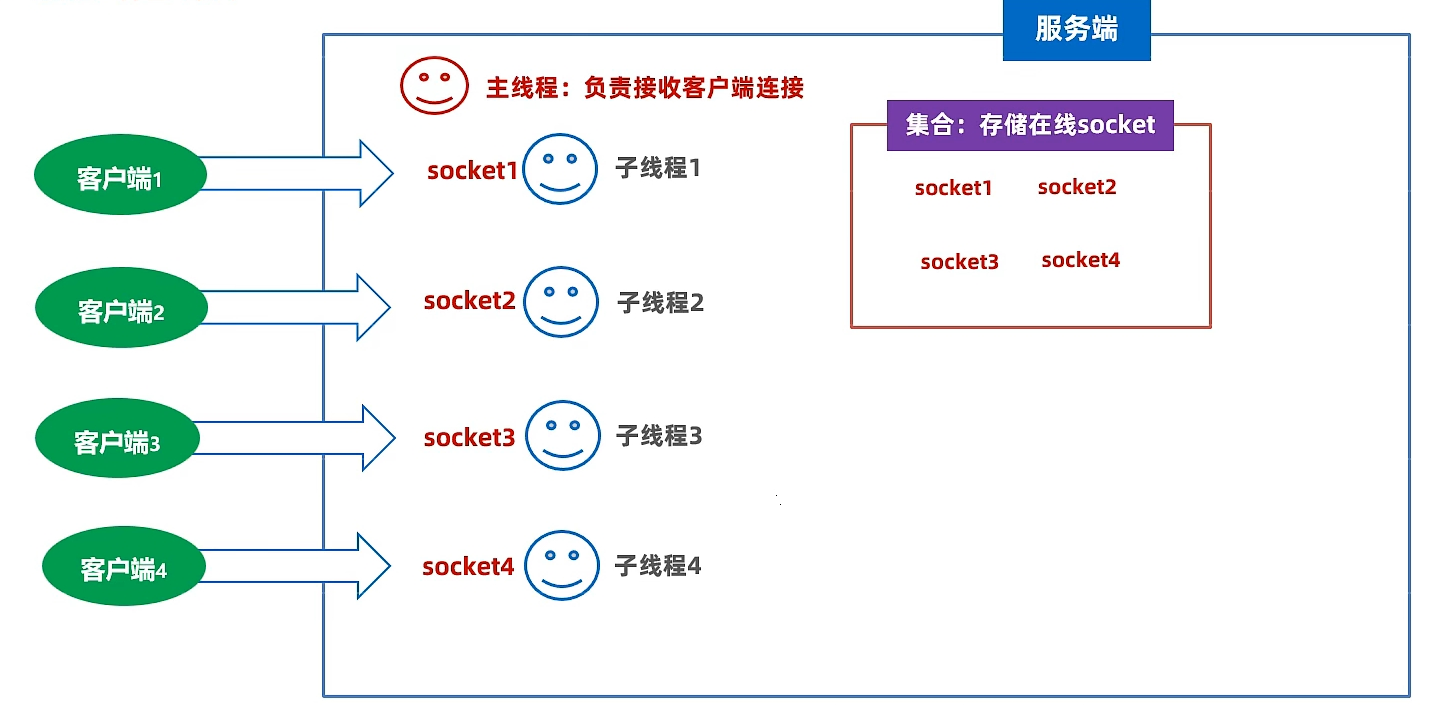 服务端
主线程：负责接收客户端连接
集合：存储在线socket
socket1 socket2
socket3 socket4
客户端1 socket1 子线程1
客户端2 socket2 子线程2
客户端3 socket3 子线程3
客户端4 socket4 子线程4